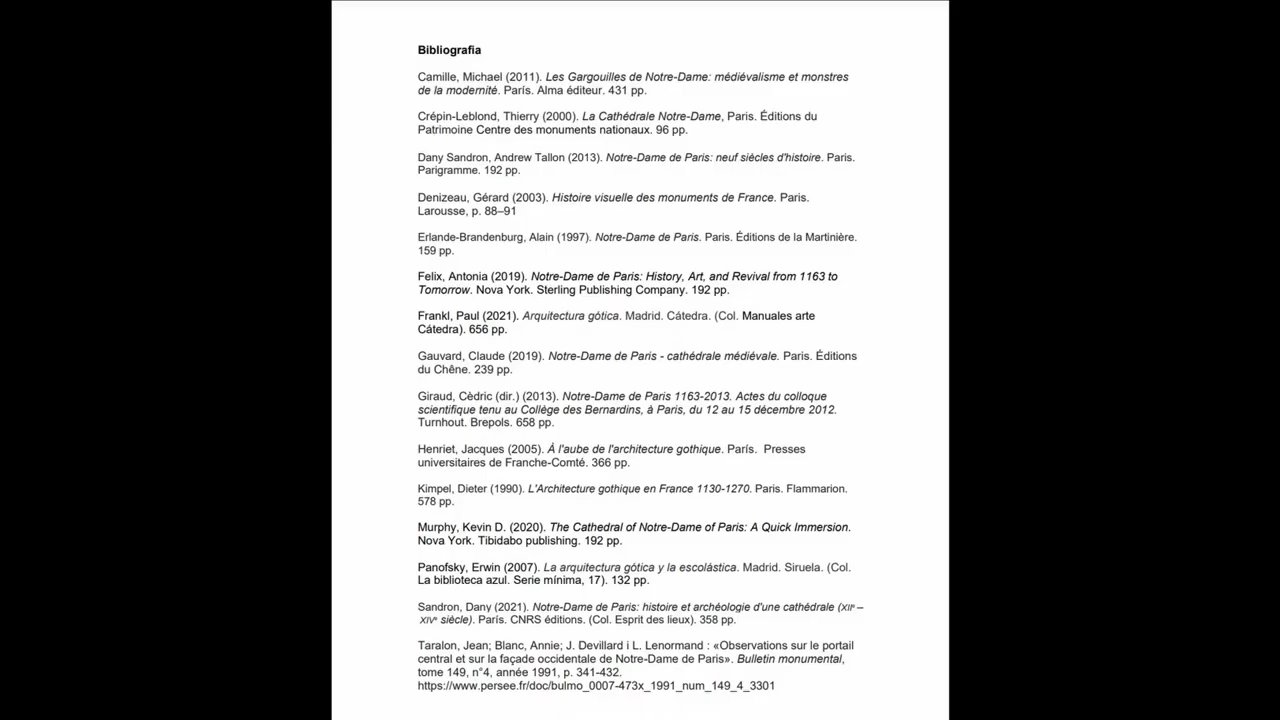 Bibliografia
Camille, Michael (2011). Les Gargouilles de Notre-Dame: médiévalisme et monstres
de la modernité. París. Alma éditeur. 431 pp.
Crépin-Leblond, Thierry (2000). La Cathédrale Notre-Dame, Paris. Éditions du
Patrimoine Centre des monuments nationaux. 96 pp.
Dany Sandron, Andrew Tallon (2013). Notre-Dame de Paris: neuf siècles d'histoire. Paris.
Parigramme. 192 pp.
Denizeau, Gérard (2003). Histoire visuelle des monuments de France. Paris.
Larousse, p. 88–91
Erlande-Brandenburg, Alain (1997). Notre-Dame de Paris. Paris. Éditions de la Martinière.
159 pp.
Felix, Antonia (2019). Notre-Dame de Paris: History, Art, and Revival from 1163 to
Tomorrow. Nova York. Sterling Publishing Company. 192 pp.
Frankl, Paul (2021). Arquitectura gótica. Madrid. Cátedra. (Col. Manuales arte
Cátedra). 656 pp.
Gauvard, Claude (2019). Notre-Dame de Paris - cathédrale médiévale. Paris. Éditions
du Chêne. 239 pp.
Giraud, Cèdric (dir.) (2013). Notre-Dame de Paris 1163-2013. Actes du colloque
scientifique tenu au Collège des Bernardins, à Paris, du 12 au 15 décembre 2012.
Turnhout. Brepols. 658 pp.
Henriet, Jacques (2005). Á l'aube de l'architecture gothique. París. Presses
universitaires de Franche-Comté. 366 pp.
Kimpel, Dieter (1990). L'Architecture gothique en France 1130-1270. Paris. Flammarion.
578 pp.
Murphy, Kevin D. (2020). The Cathedral of Notre-Dame of Paris: A Quick Immersion.
Nova York. Tibidabo publishing. 192 pp.
Panofsky, Erwin (2007). La arquitectura gótica y la escolástica. Madrid. Siruela. (Col.
La biblioteca azul. Serie mínima, 17). 132 pp.
Sandron, Dany (2021). Notre-Dame de Paris: histoire et archéologie d'une cathédrale (XIIᵉ –
XIVᵉ siècle). París. CNRS éditions. (Col. Esprit des lieux). 358 pp.
Taralon, Jean; Blanc, Annie; J. Devillard i L. Lenormand : «Observations sur le portail
central et sur la façade occidentale de Notre-Dame de Paris». Bulletin monumental,
tome 149, n°4, année 1991, p. 341-432.
https://www.persee.fr/doc/bulmo_0007-473x_1991_num_149_4_3301